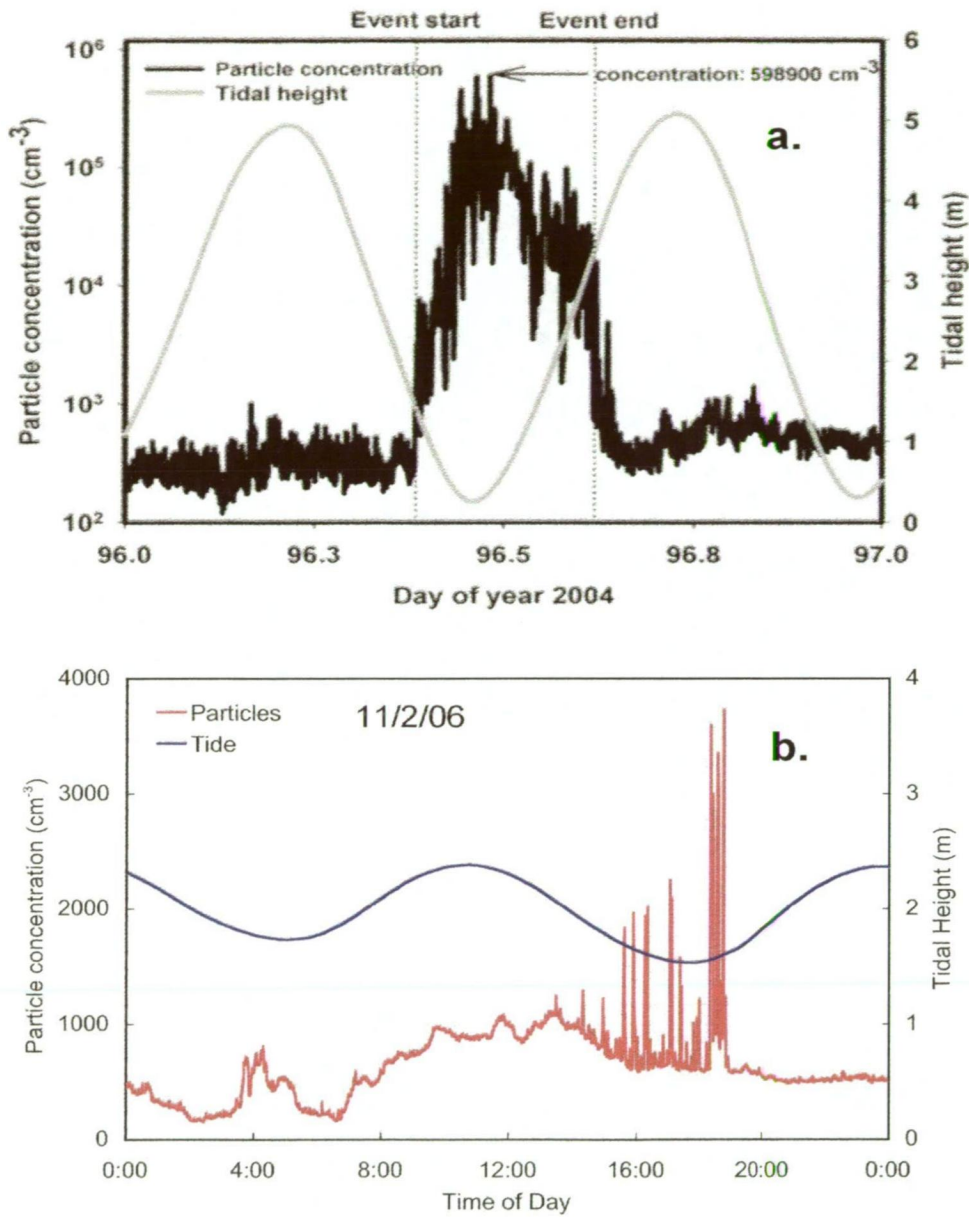 Event start Event end
10⁶ 6
Particle concentration concentration: 598900 cm⁻³
Tidal height
a.
5
10⁵
4
10⁴ 3
2
10³
1
10² 0
Particle concentration (cm⁻³)
Tidal height (m)
96.0 96.3 96.5 96.8 97.0
Day of year 2004
4000 4
Particles 11/2/06 b.
Tide
3000 3
2000 2
1000 1
0 0
Particle concentration (cm⁻³)
Tidal Height (m)
0:00 4:00 8:00 12:00 16:00 20:00 0:00
Time of Day